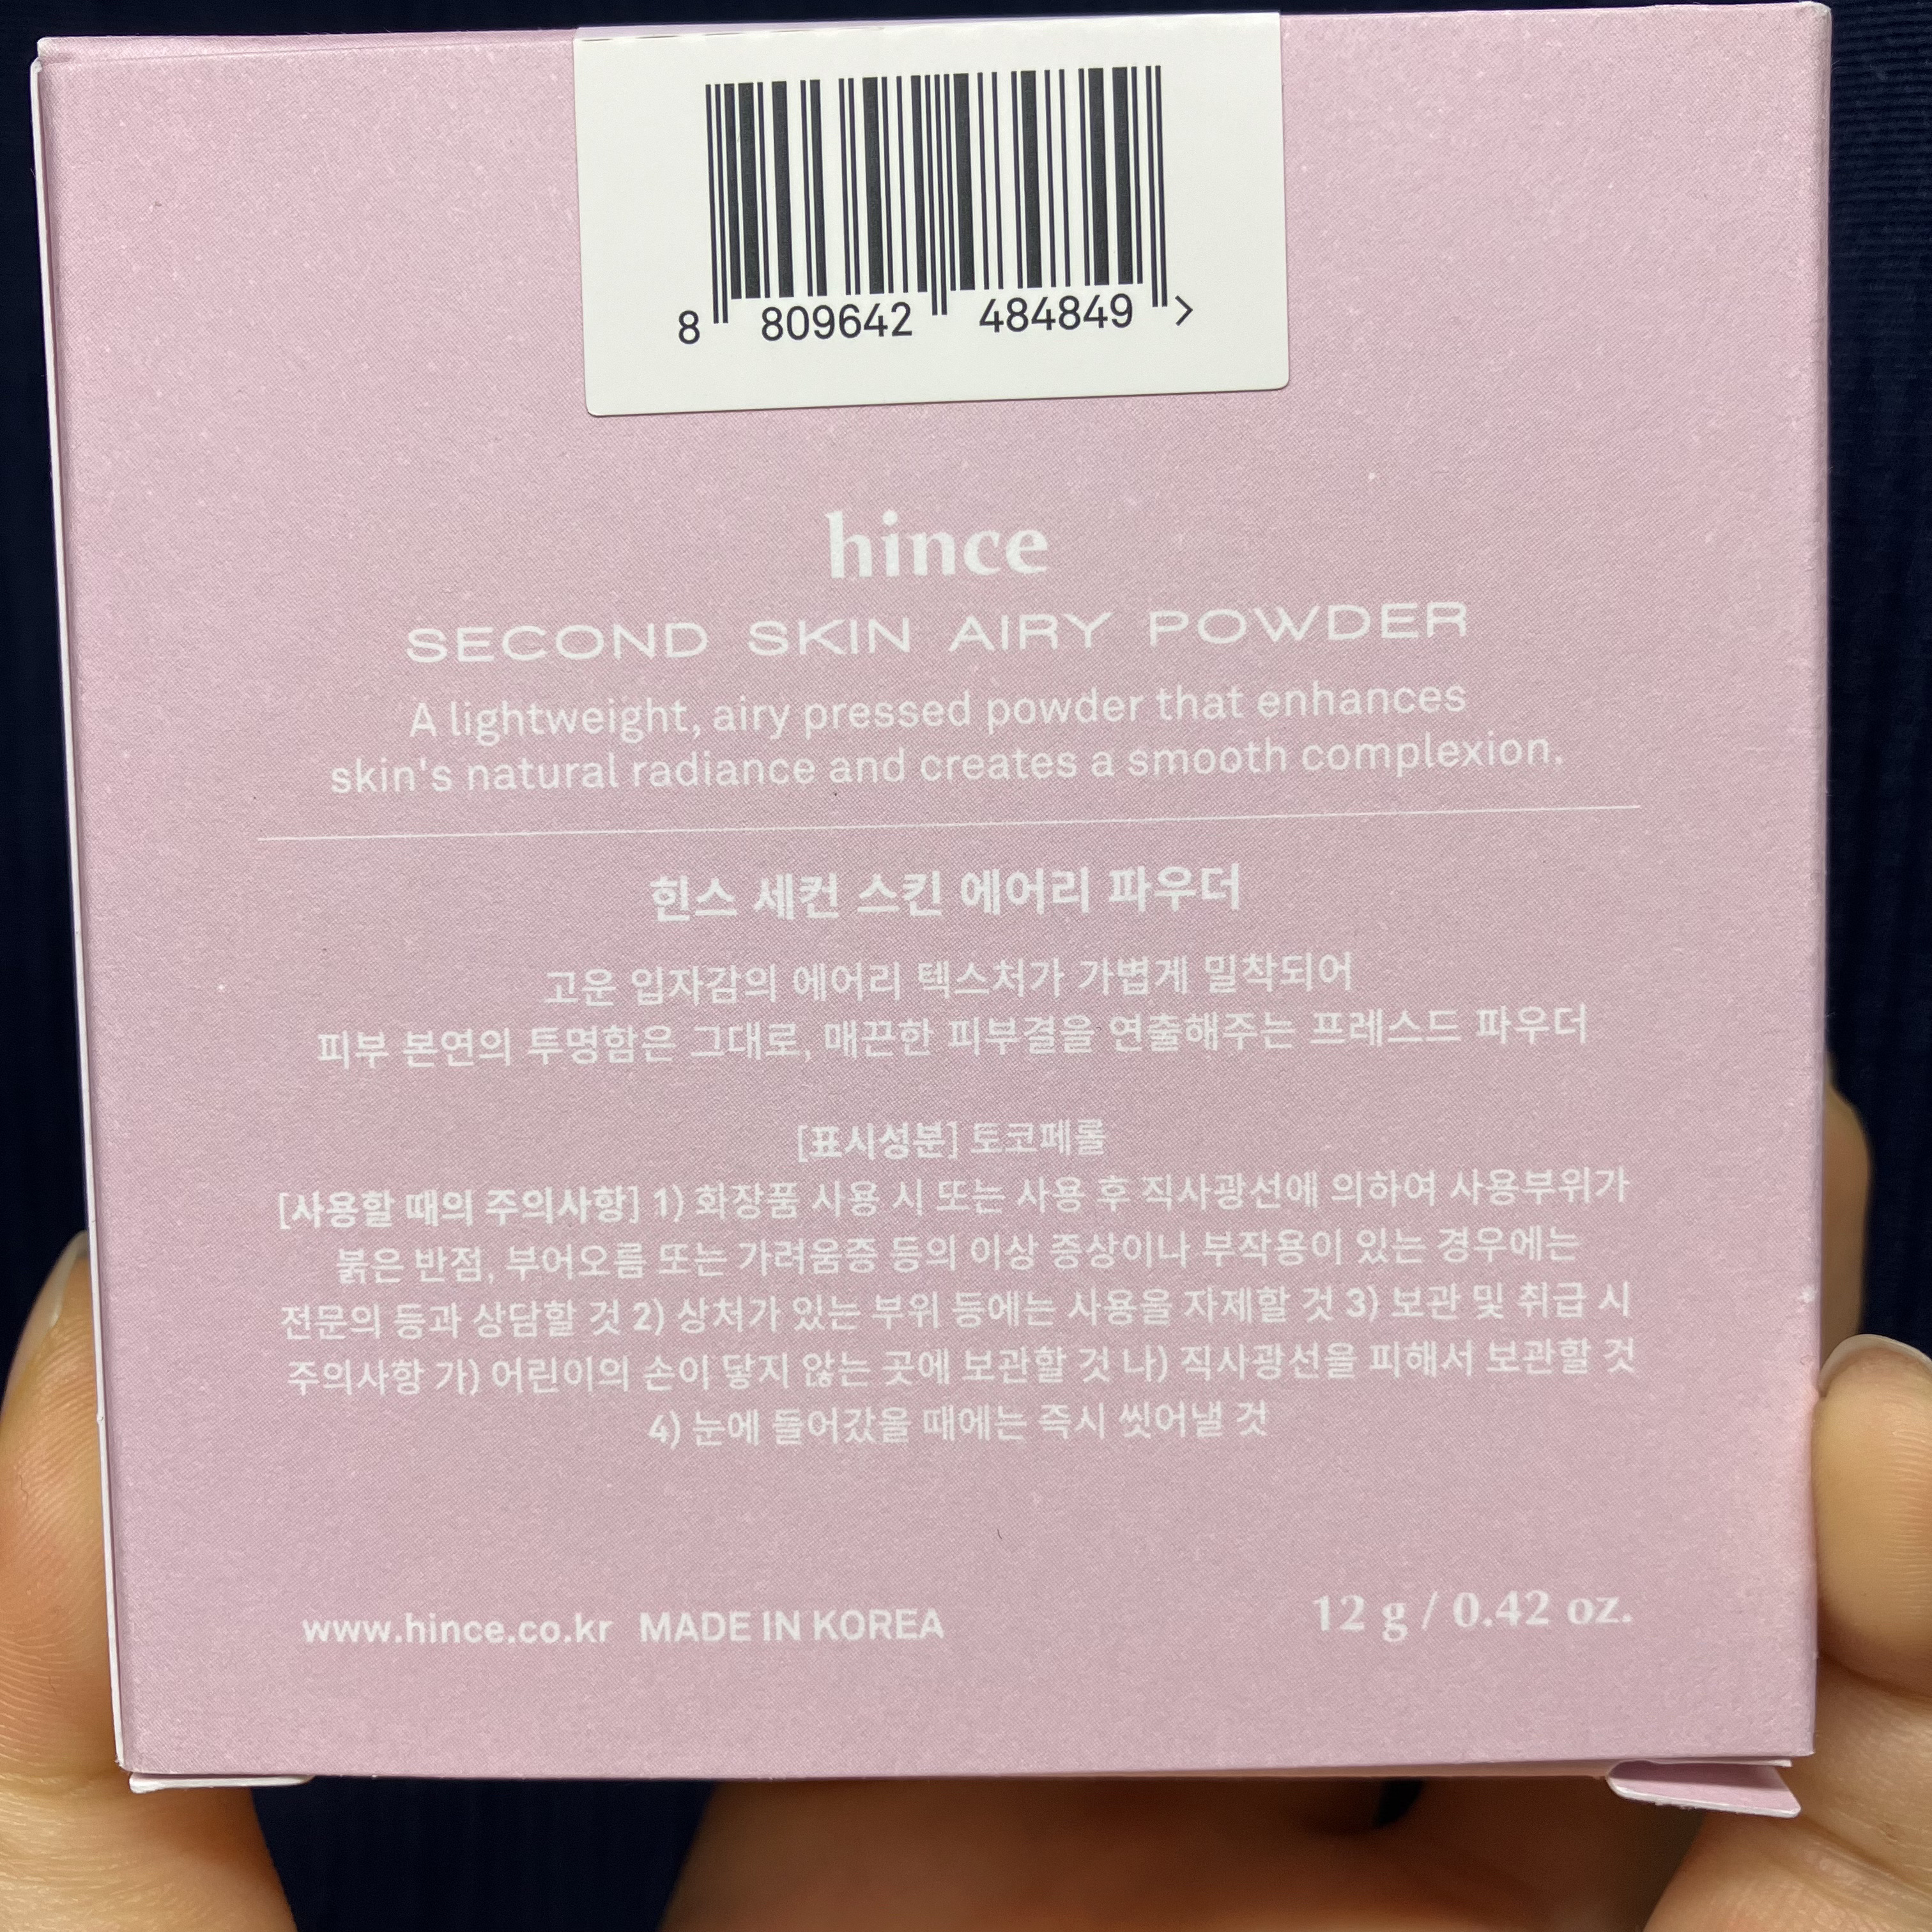 8 809642 484849 >
hince
SECOND SKIN AIRY POWDER
A lightweight, airy pressed powder that enhances
skin's natural radiance and creates a smooth complexion.
힌스 세컨 스킨 에어리 파우더
고운 입자감의 에어리 텍스처가 가볍게 밀착되어
피부 본연의 투명함은 그대로, 매끈한 피부결을 연출해주는 프레스드 파우더
[표시성분] 토코페롤
[사용할 때의 주의사항] 1) 화장품 사용 시 또는 사용 후 직사광선에 의하여 사용부위가
붉은 반점, 부어오름 또는 가려움증 등의 이상 증상이나 부작용이 있는 경우에는
전문의 등과 상담할 것 2) 상처가 있는 부위 등에는 사용을 자제할 것 3) 보관 및 취급 시
주의사항 가) 어린이의 손이 닿지 않는 곳에 보관할 것 나) 직사광선을 피해서 보관할 것
4) 눈에 들어갔을 때에는 즉시 씻어낼 것
www.hince.co.kr MADE IN KOREA
12 g / 0.42 oz.